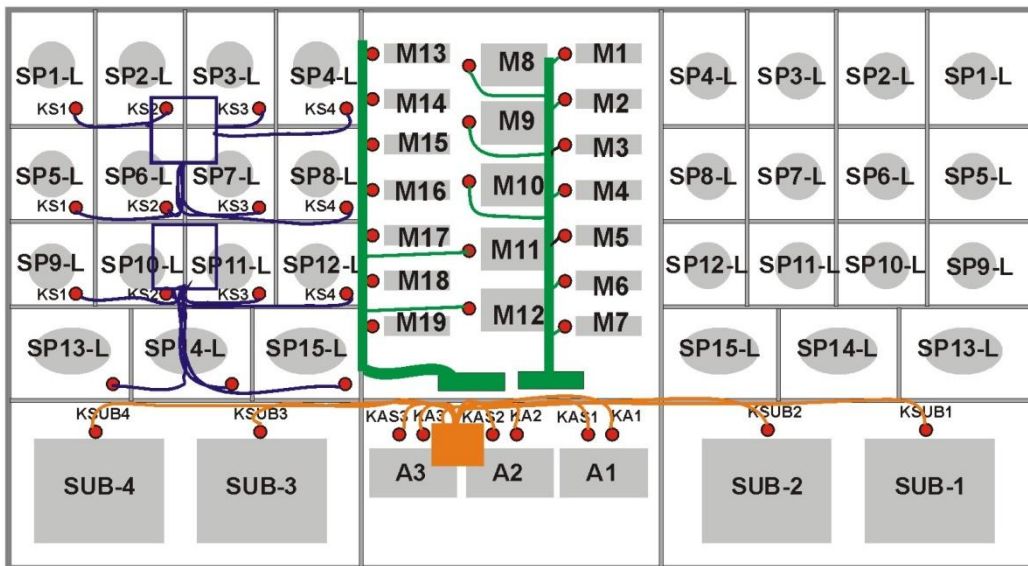 M13 M8 M1
SP1-L SP2-L SP3-L SP4-L SP4-L SP3-L SP2-L SP1-L
KS1 KS2 KS3 KS4
M14 M2
M9
M15 M3
SP5-L SP6-L SP7-L SP8-L SP8-L SP7-L SP6-L SP5-L
M16 M10 M4
KS1 KS2 KS3 KS4
M17 M11 M5
SP9-L SP10-L SP11-L SP12-L SP12-L SP11-L SP10-L SP9-L
M18 M6
KS1 KS2 KS3 KS4
M19 M12 M7
SP13-L SP14-L SP15-L SP15-L SP14-L SP13-L
KSUB4 KSUB3 KAS3 KA3 KAS2 KA2 KAS1 KA1 KSUB2 KSUB1
A3 A2 A1
SUB-4 SUB-3 SUB-2 SUB-1